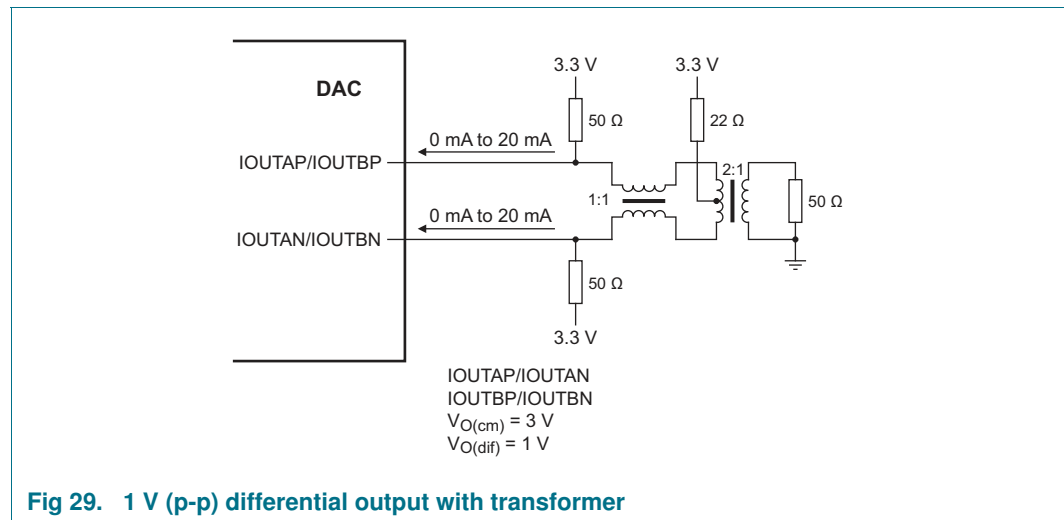 3.3 V
3.3 V
DAC
50 Ω
22 Ω
0 mA to 20 mA
2:1
IOUTAP/IOUTBP
1:1
50 Ω
0 mA to 20 mA
IOUTAN/IOUTBN
50 Ω
3.3 V
IOUTAP/IOUTAN
IOUTBP/IOUTBN
VO(cm) = 3 V
VO(dif) = 1 V
Fig 29. 1 V (p-p) differential output with transformer